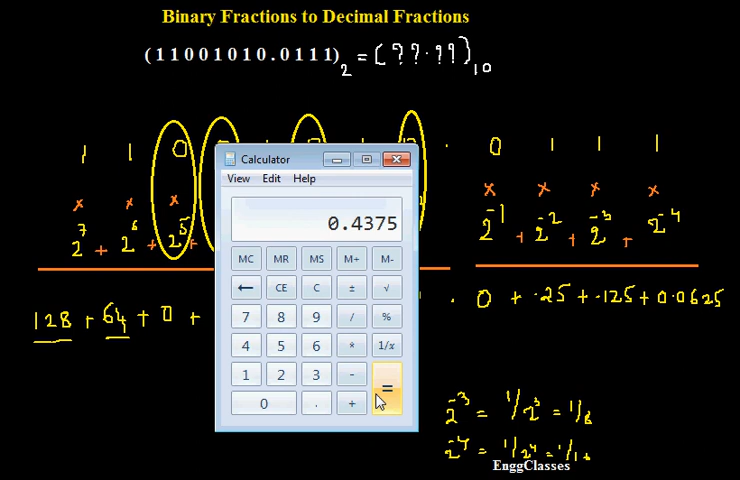 Binary Fractions to Decimal Fractions
(11001010.0111)₂ = (??.??)₁₀
1 1 0 . 0 1 1 1
Calculator
View Edit Help
0.4375
× × × × × × ×
2^7 + 2^6 + 2^5 + 2^-1 + 2^-2 + 2^-3 + 2^-4
MC MR MS M+ M-
← CE C ± √
128 + 64 + 0 + . 0 + .25 + .125 + 0.0625
7 8 9 / %
4 5 6 * 1/x
1 2 3 - =
0 . +
2^-3 = 1/2^3 = 1/8
2^-4 = 1/2^4 = 1/16
EnggClasses